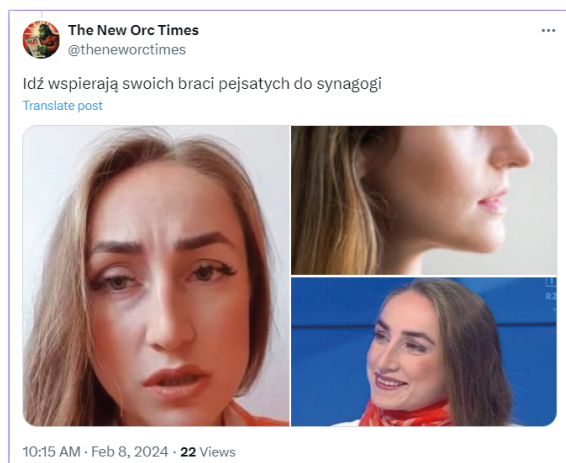 The New Orc Times
@theneworctimes
Idź wspierają swoich braci pejsatych do synagogi
Translate post
10:15 AM · Feb 8, 2024 · 22 Views